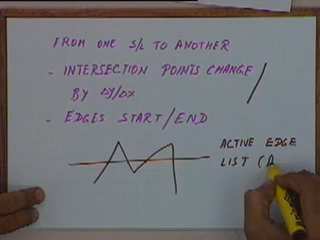 FROM ONE S/L TO ANOTHER
- INTERSECTION POINTS CHANGE
BY ΔY/ΔX
- EDGES START/END
ACTIVE EDGE
LIST (A